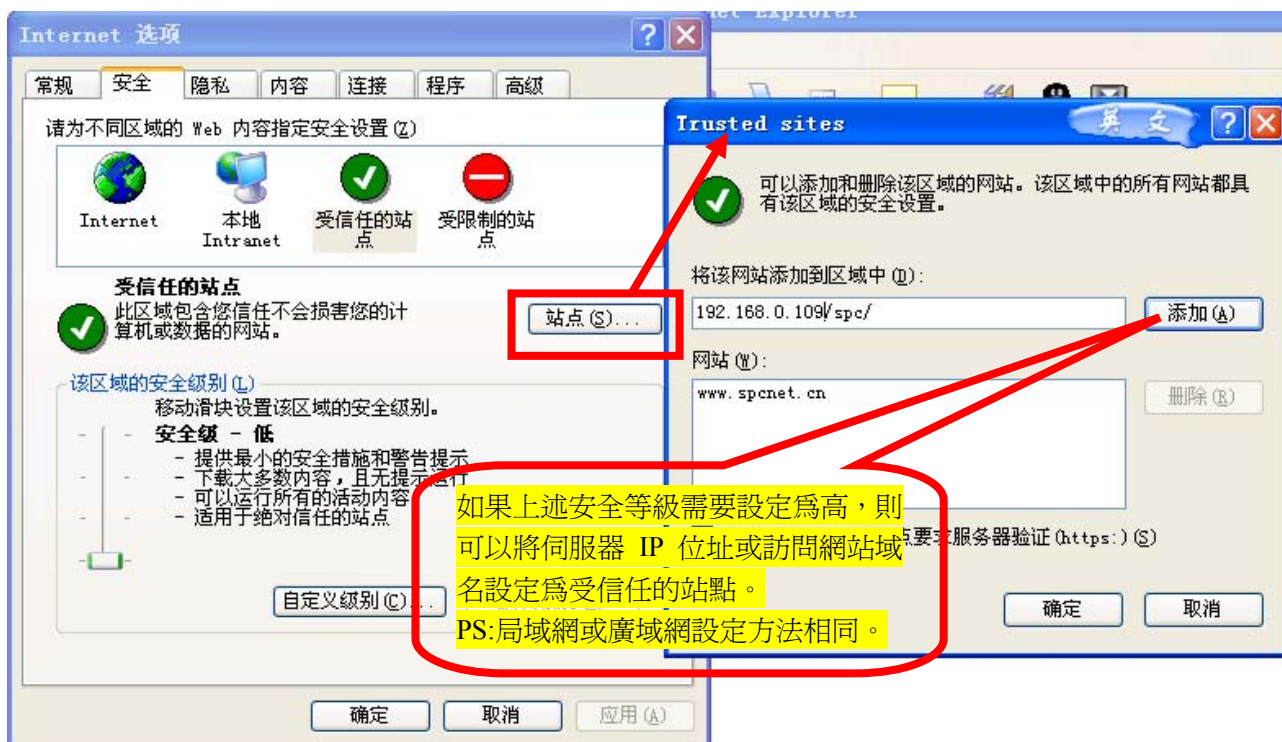 Internet 选项
常规 安全 隐私 内容 连接 程序 高级
请为不同区域的 Web 内容指定安全设置(Z)
Internet
本地
Intranet
受信任的站
点
受限制的站
点
受信任的站点
此区域包含您信任不会损害您的计
算机或数据的网站。
站点(S)...
该区域的安全级别(L)
移动滑块设置该区域的安全级别。
安全级 - 低
- 提供最小的安全措施和警告提示
- 下载大多数内容，且无提示运行
- 可以运行所有的活动内容
- 适用于绝对信任的站点
自定义级别(C)...
确定 取消 应用(A)
net Explorer
Trusted sites
英 文
可以添加和删除该区域的网站。该区域中的所有网站都具
有该区域的安全设置。
将该网站添加到区域中(D):
192.168.0.109/spc/
添加(A)
网站(W):
www.spcnet.cn
删除(R)
点要求服务器验证(https:)(S)
确定 取消
如果上述安全等級需要設定爲高，則
可以將伺服器 IP 位址或訪問網站域
名設定爲受信任的站點。
PS:局域網或廣域網設定方法相同。